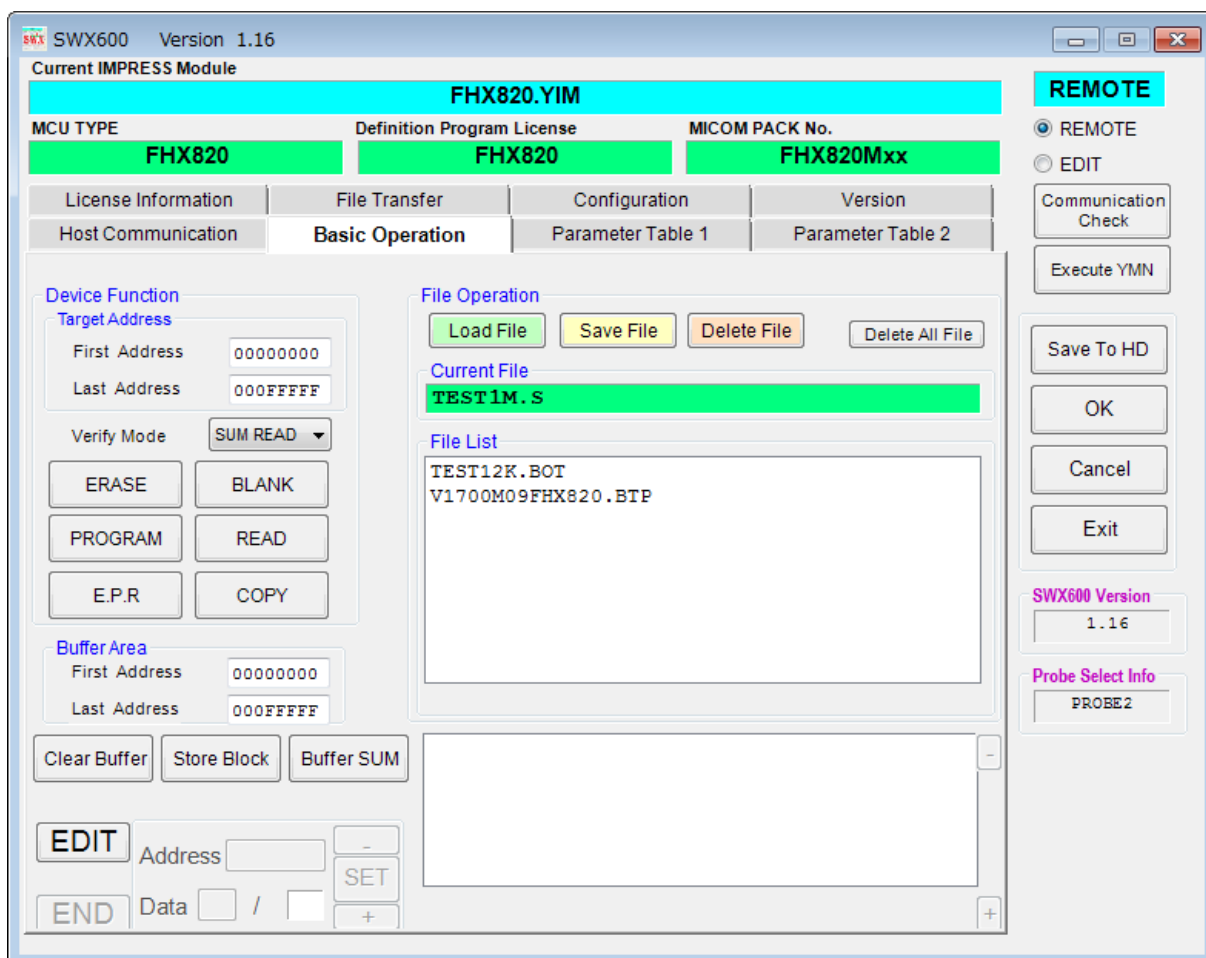 SWX600 Version 1.16
Current IMPRESS Module
FHX820.YIM
MCU TYPE Definition Program License MICOM PACK No.
FHX820 FHX820 FHX820Mxx
License Information File Transfer Configuration Version
Host Communication Basic Operation Parameter Table 1 Parameter Table 2
Device Function
Target Address
First Address 00000000
Last Address 000FFFFF
Verify Mode SUM READ
ERASE BLANK
PROGRAM READ
E.P.R COPY
Buffer Area
First Address 00000000
Last Address 000FFFFF
Clear Buffer Store Block Buffer SUM
EDIT Address - SET
END Data / +
File Operation
Load File Save File Delete File Delete All File
Current File
TEST1M.S
File List
TEST12K.BOT
V1700M09FHX820.BTP
-
+
REMOTE
REMOTE
EDIT
Communication
Check
Execute YMN
Save To HD
OK
Cancel
Exit
SWX600 Version
1.16
Probe Select Info
PROBE2